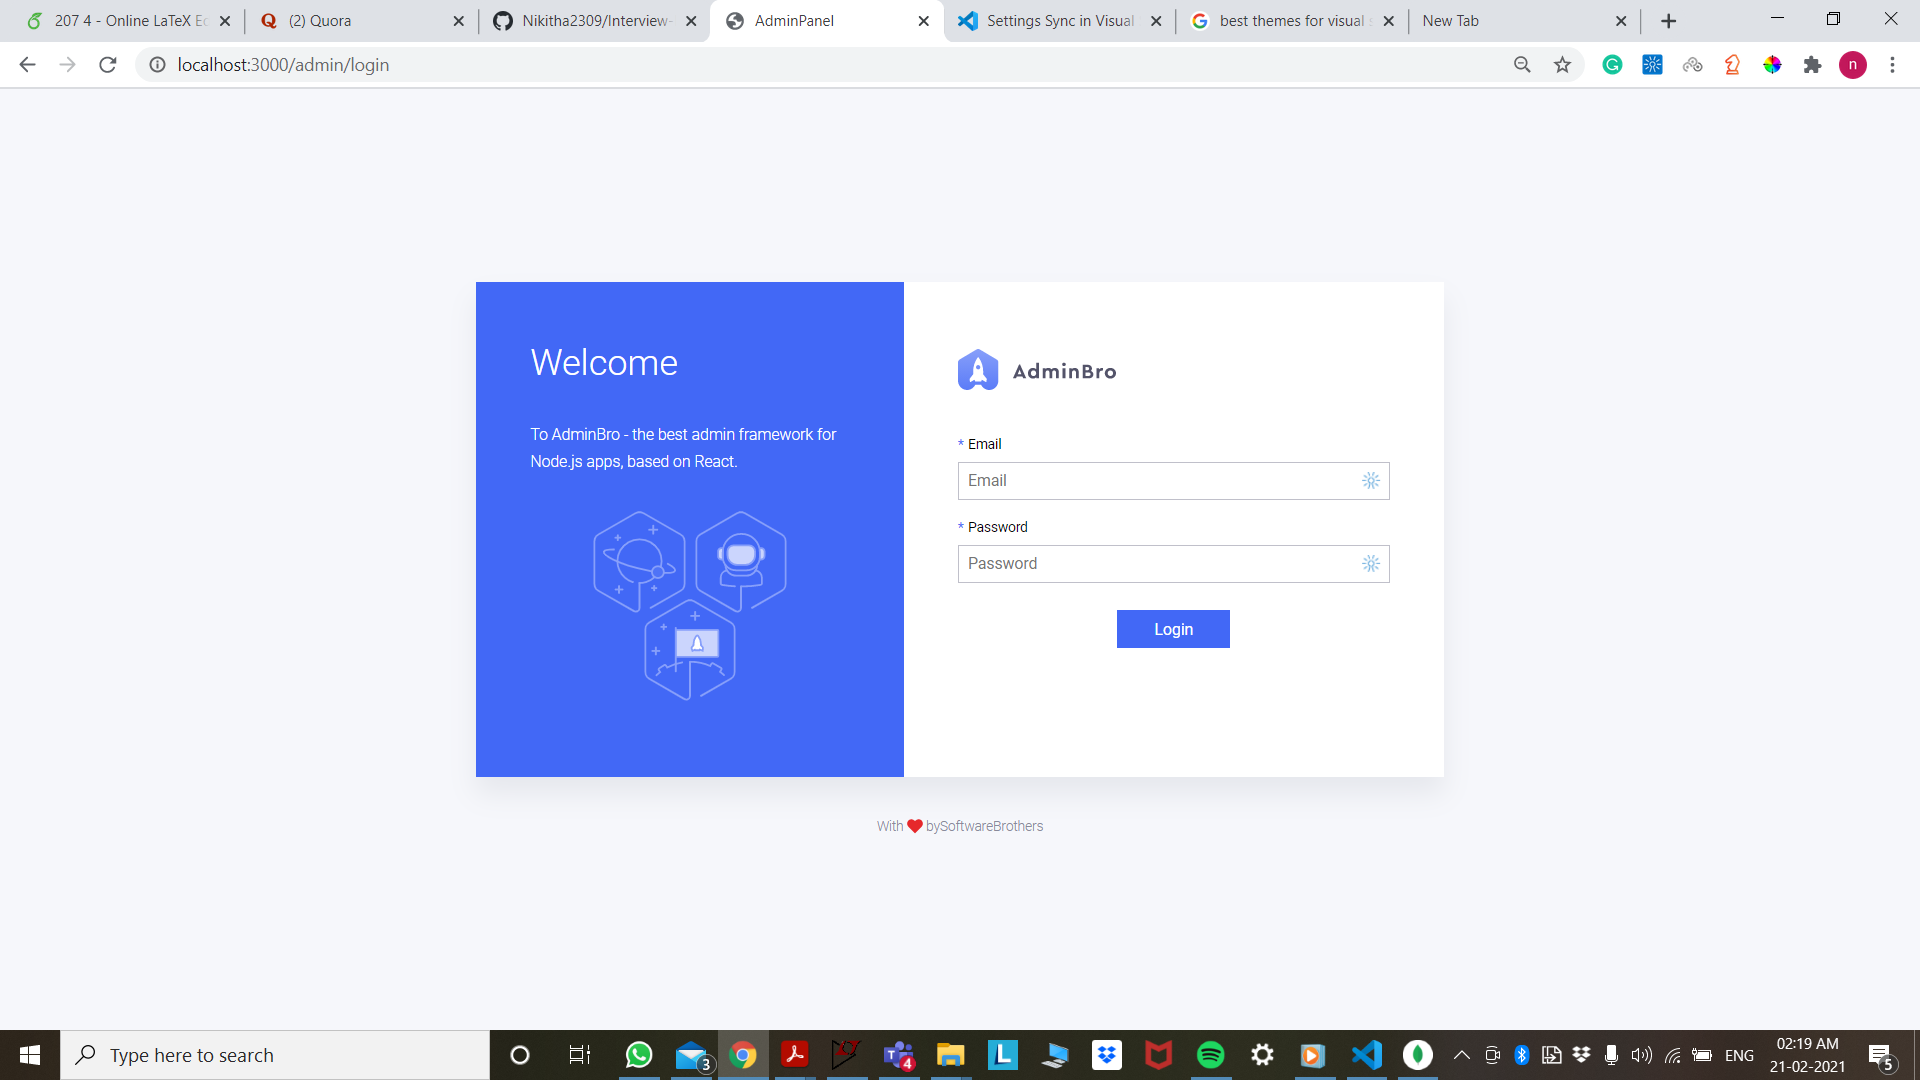 207 4 - Online LaTeX Ec
(2) Quora
Nikitha2309/Interview-
AdminPanel
Settings Sync in Visual
best themes for visual s
New Tab
localhost:3000/admin/login
n
Welcome
To AdminBro - the best admin framework for
Node.js apps, based on React.
AdminBro
* Email
Email
* Password
Password
Login
With ❤ bySoftwareBrothers
Type here to search
3
T
4
L
ENG
02:19 AM
21-02-2021
5